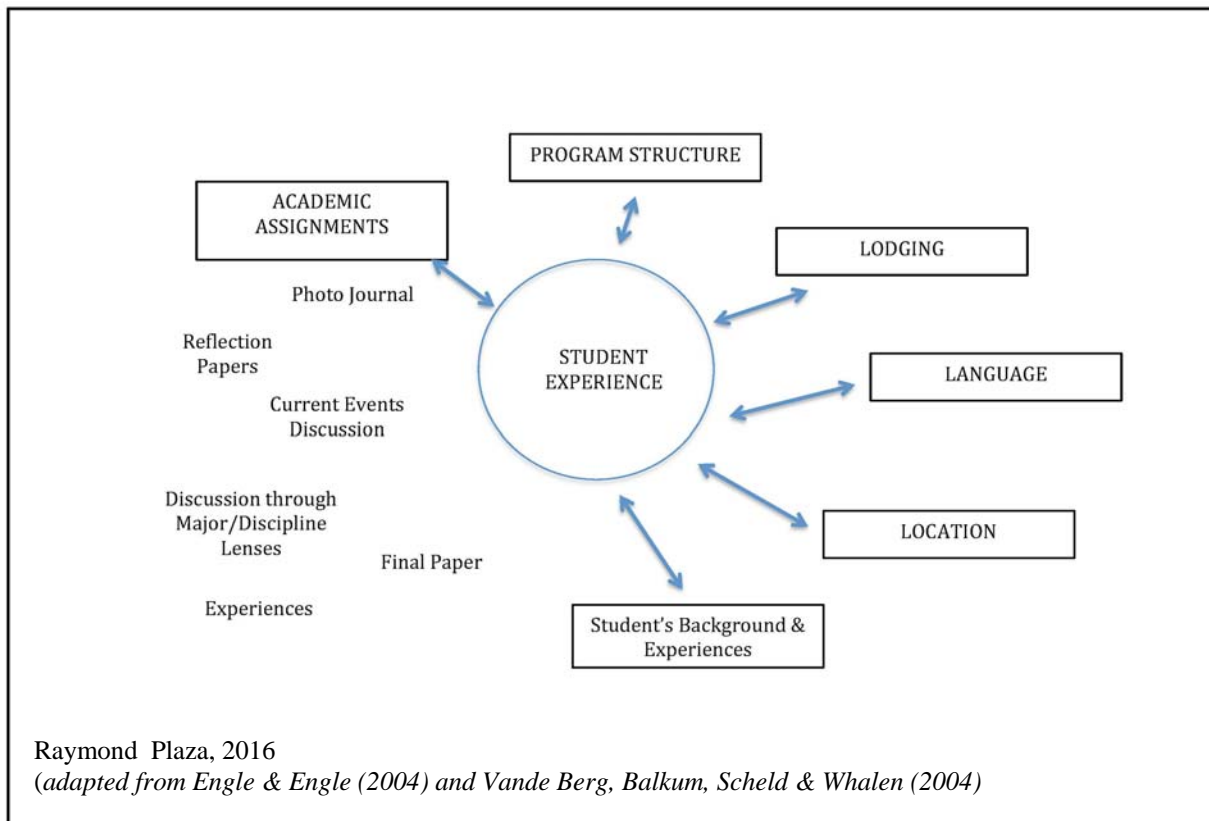 PROGRAM STRUCTURE
ACADEMIC
ASSIGNMENTS
LODGING
Photo Journal
Reflection
Papers
STUDENT
EXPERIENCE
LANGUAGE
Current Events
Discussion
Discussion through
Major/Discipline
Lenses
LOCATION
Final Paper
Experiences
Student's Background &
Experiences
Raymond  Plaza, 2016
(adapted from Engle & Engle (2004) and Vande Berg, Balkum, Scheld & Whalen (2004)